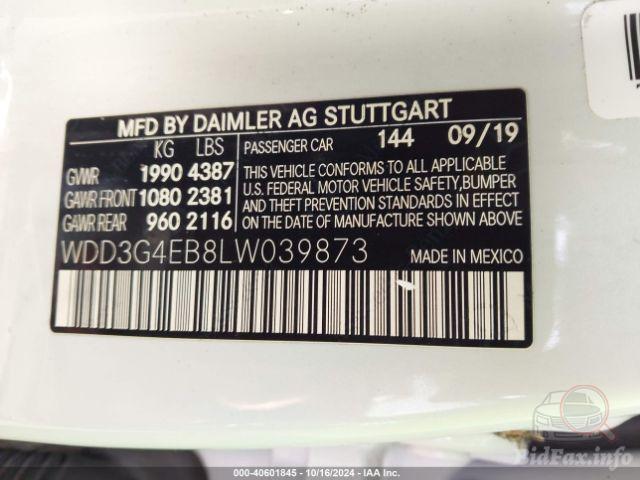 MFD BY DAIMLER AG STUTTGART
KG LBS PASSENGER CAR 144 09/19
GVWR 1990 4387
GAWR FRONT 1080 2381
GAWR REAR 960 2116
THIS VEHICLE CONFORMS TO ALL APPLICABLE
U.S. FEDERAL MOTOR VEHICLE SAFETY,BUMPER
AND THEFT PREVENTION STANDARDS IN EFFECT
ON THE DATE OF MANUFACTURE SHOWN ABOVE.
WDD3G4EB8LW039873 MADE IN MEXICO
BidFax.info
000-40601845 - 10/16/2024 - IAA Inc.